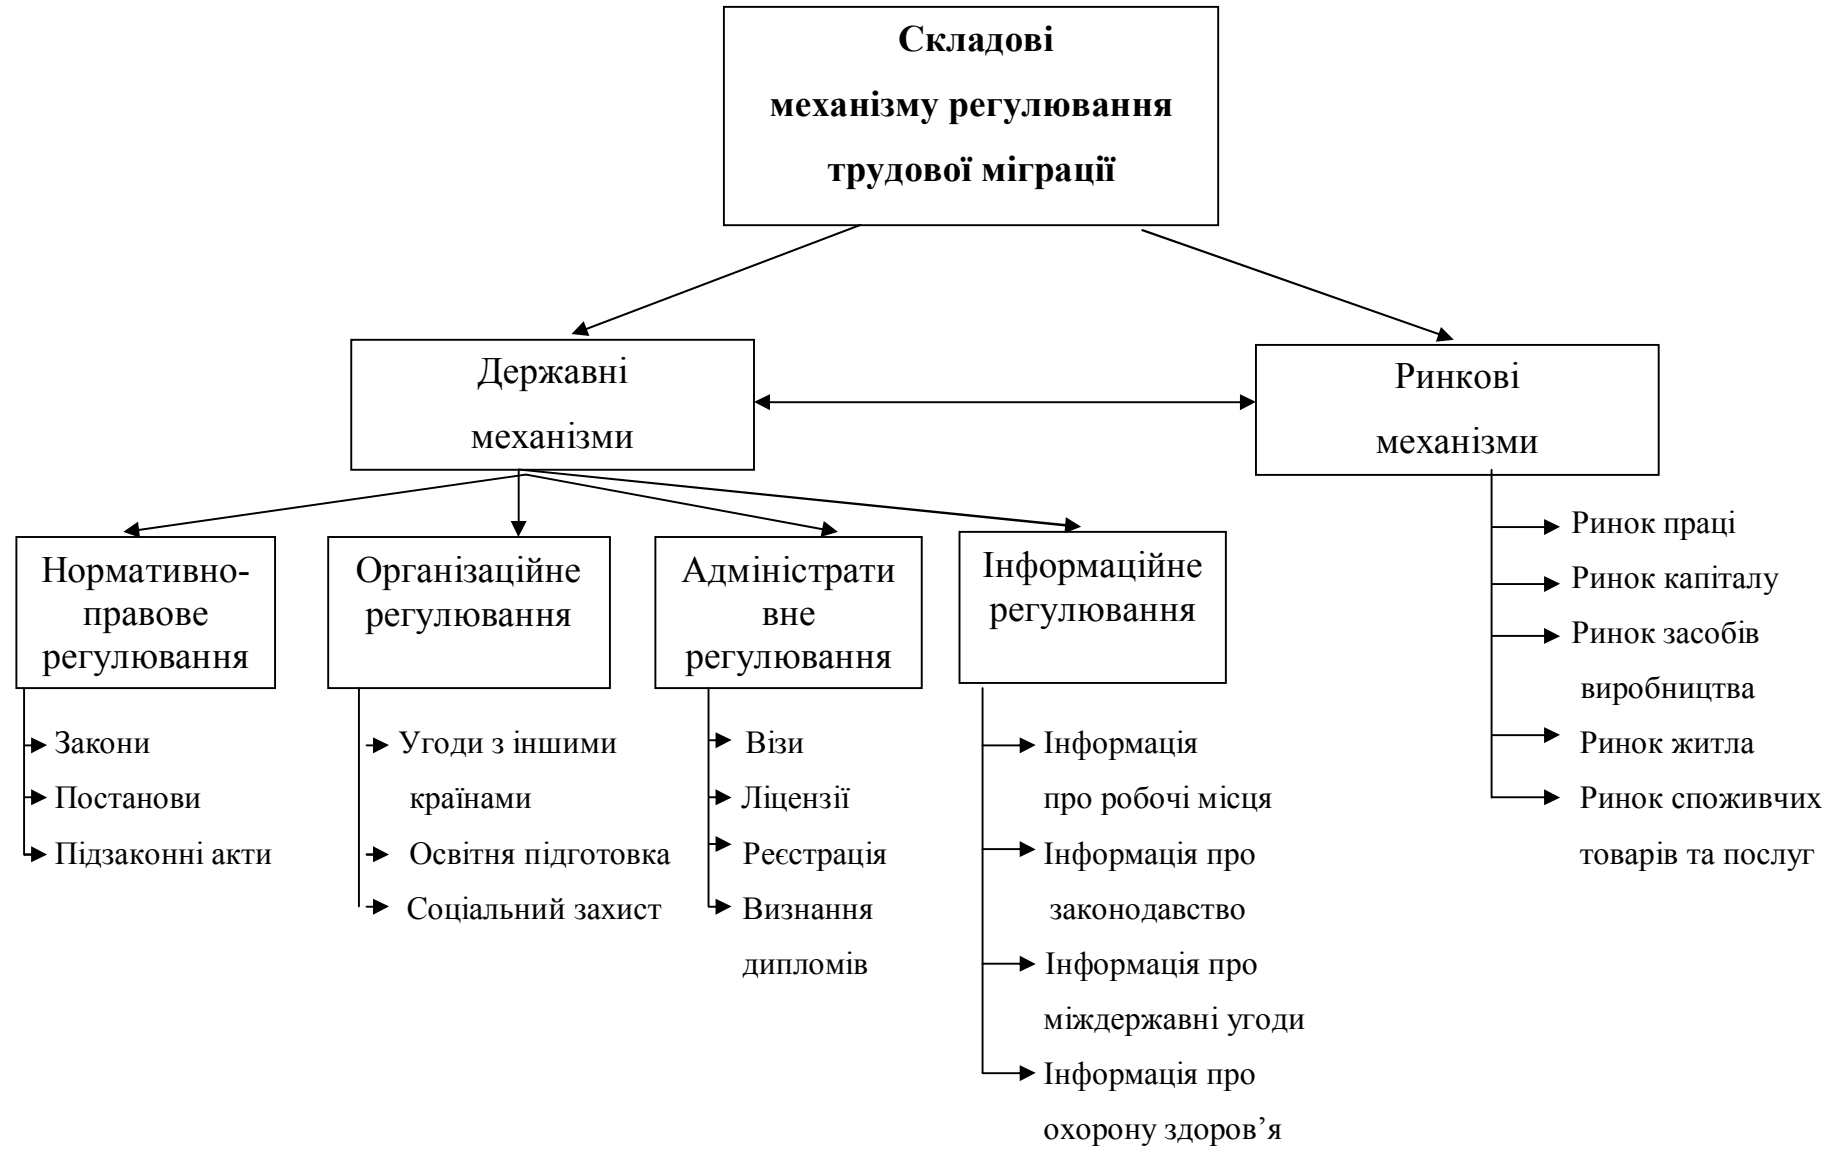 Складові
механізму регулювання
трудової міграції
Державні
механізми
Ринкові
механізми
Нормативно-
правове
регулювання
Організаційне
регулювання
Адміністрати
вне
регулювання
Інформаційне
регулювання
Закони
Постанови
Підзаконні акти
Угоди з іншими
країнами
Освітня підготовка
Соціальний захист
Візи
Ліцензії
Реєстрація
Визнання
дипломів
Інформація
про робочі місця
Інформація про
законодавство
Інформація про
міждержавні угоди
Інформація про
охорону здоров’я
Ринок праці
Ринок капіталу
Ринок засобів
виробництва
Ринок житла
Ринок споживчих
товарів та послуг